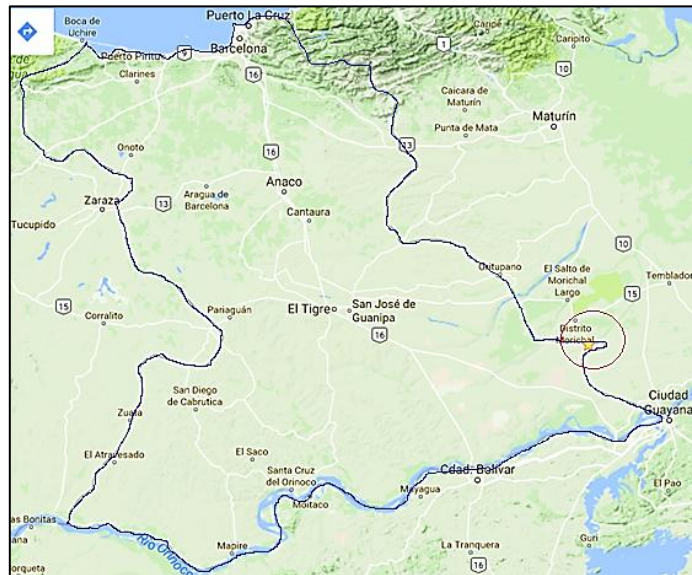 Boca de
Uchire
Puerto La Cruz
Barcelona
Puerto Píritu
9
Clarines
16
Caripe
1
Caripito
10
Caicara de
Maturín
Maturín
Punta de Mata
13
Onoto
16
Anaco
Zaraza
13
Aragua de
Barcelona
Tucupido
Cantaura
10
El Salto de
Morichal
Largo
Temblador
15
15
Pariaguán
El Tigre
San José de
Guanipa
Corralito
16
Distrito
Morichal
San Diego
de Cabrutica
Zuata
Ciudad
Guayana
El Atravesado
El Saco
Santa Cruz
del Orinoco
Cdad. Bolívar
Moitaco
Mayagua
El Pao
as Bonitas
Río Orinoco
Mapire
La Tranquera
Guri